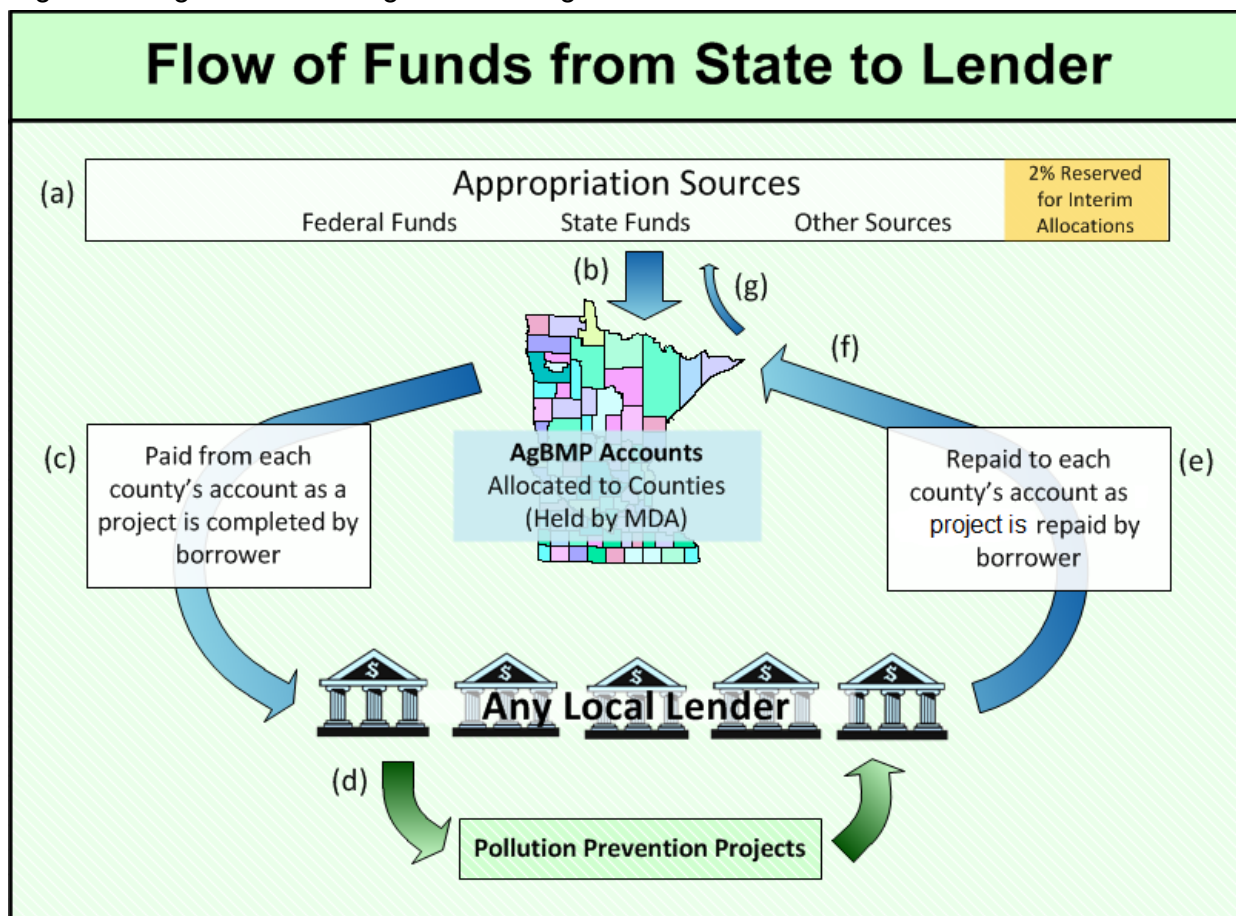 Flow of Funds from State to Lender
(a)
Appropriation Sources
Federal Funds State Funds Other Sources
2% Reserved
for Interim
Allocations
(b)
(g)
(f)
(c)
Paid from each
county's account as a
project is completed by
borrower
AgBMP Accounts
Allocated to Counties
(Held by MDA)
Repaid to each
county's account as
project is repaid by
borrower
(e)
$ $ $ $ $
Any Local Lender
(d)
Pollution Prevention Projects